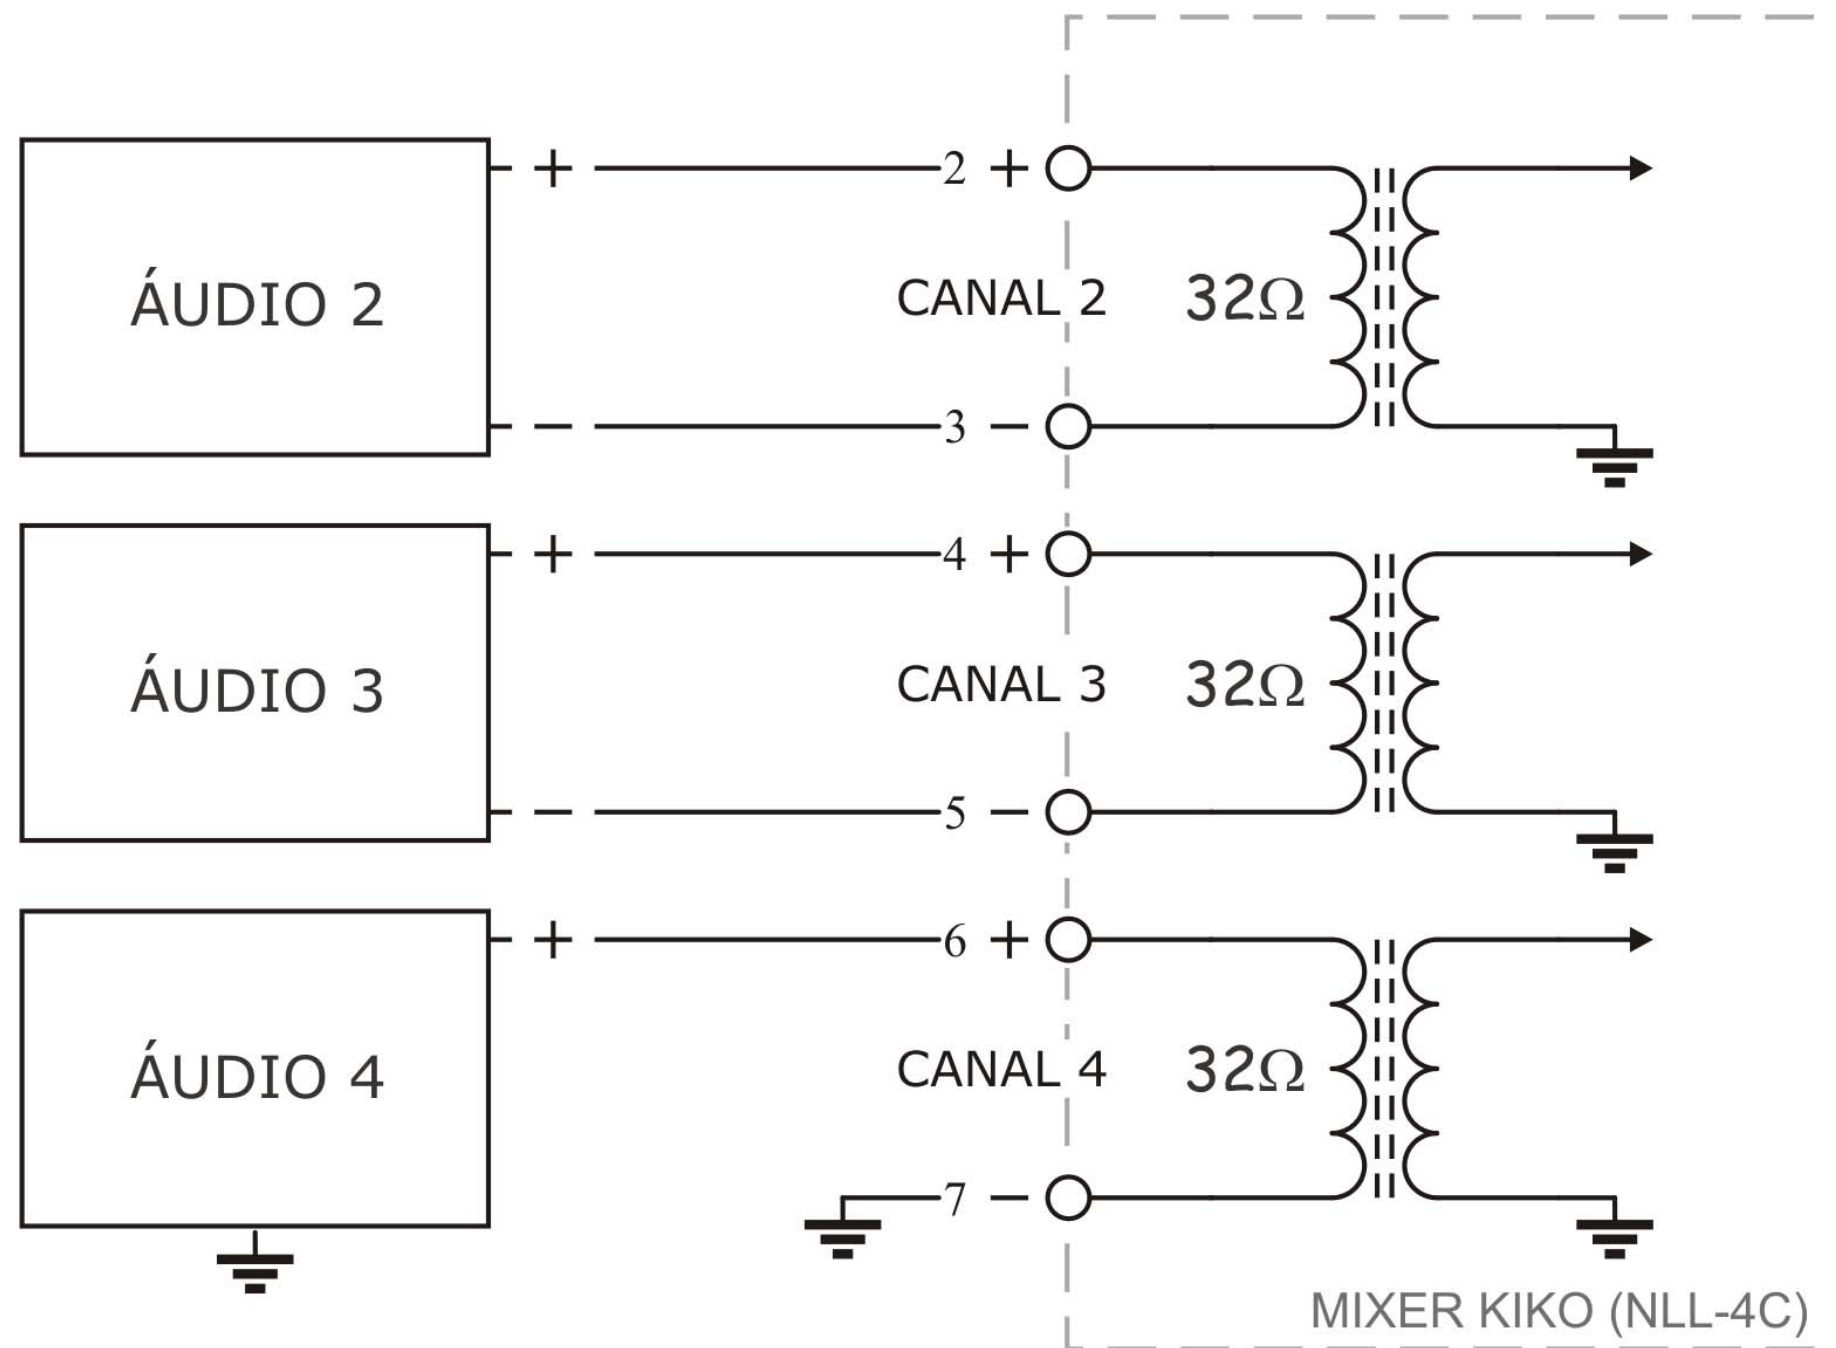 + 2 +
ÁUDIO 2 CANAL 2 32Ω
− 3 −
+ 4 +
ÁUDIO 3 CANAL 3 32Ω
− 5 −
+ 6 +
ÁUDIO 4 CANAL 4 32Ω
7 −
MIXER KIKO (NLL-4C)